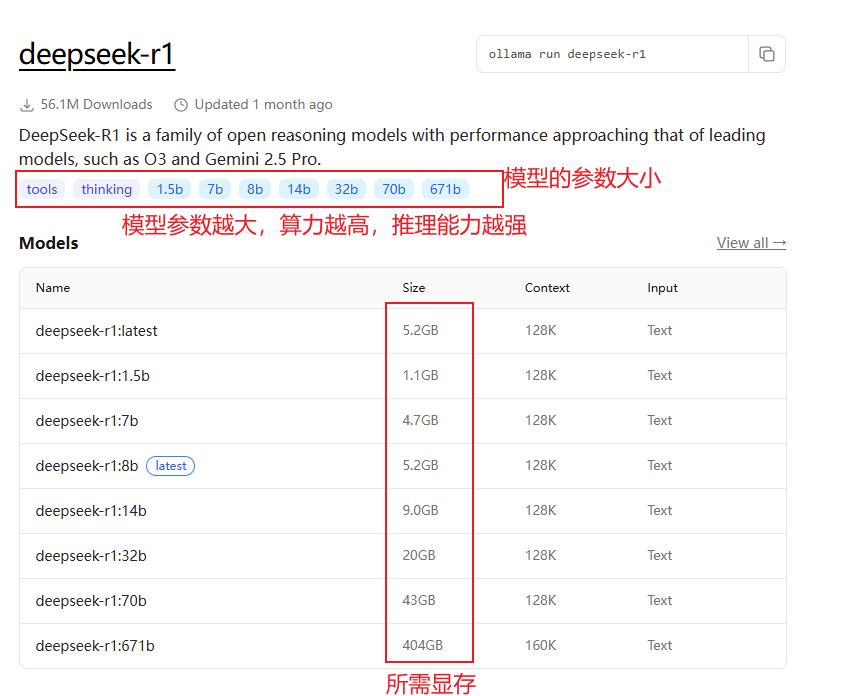 deepseek-r1
ollama run deepseek-r1
56.1M Downloads Updated 1 month ago
DeepSeek-R1 is a family of open reasoning models with performance approaching that of leading
models, such as O3 and Gemini 2.5 Pro.
tools thinking 1.5b 7b 8b 14b 32b 70b 671b
模型的参数大小
模型参数越大，算力越高，推理能力越强
Models
View all →
Name Size Context Input
deepseek-r1:latest 5.2GB 128K Text
deepseek-r1:1.5b 1.1GB 128K Text
deepseek-r1:7b 4.7GB 128K Text
deepseek-r1:8b latest 5.2GB 128K Text
deepseek-r1:14b 9.0GB 128K Text
deepseek-r1:32b 20GB 128K Text
deepseek-r1:70b 43GB 128K Text
deepseek-r1:671b 404GB 160K Text
所需显存